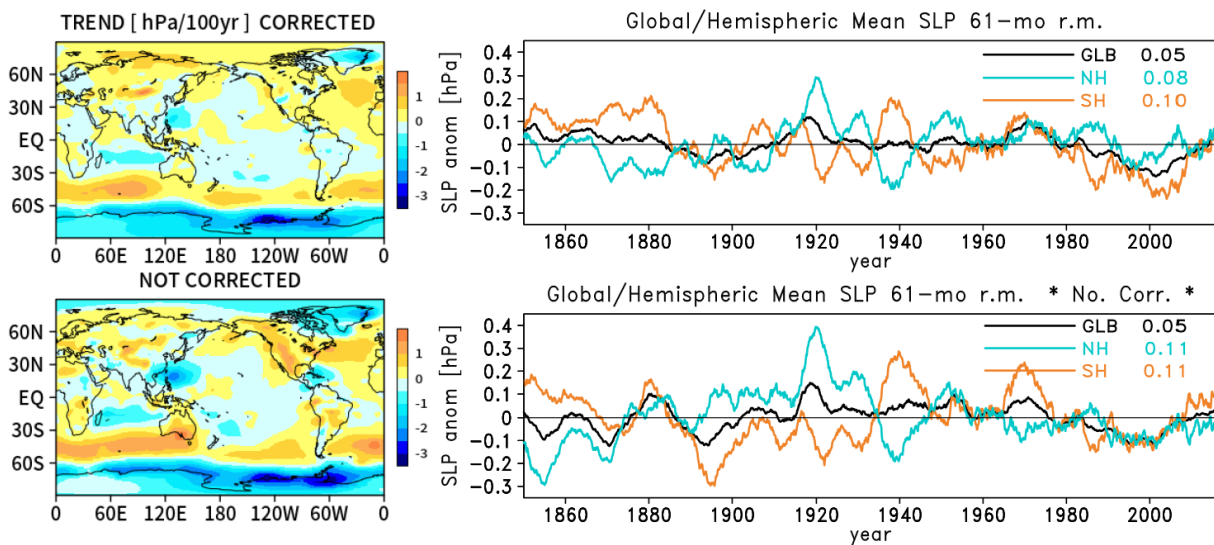 TREND [ hPa/100yr ] CORRECTED
60N
30N
EQ
30S
60S
0 60E 120E 180 120W 60W 0
1
0
-1
-2
-3
Global/Hemispheric Mean SLP 61-mo r.m.
SLP anom [hPa]
0.4
0.3
0.2
0.1
0
-0.1
-0.2
-0.3
GLB 0.05
NH 0.08
SH 0.10
1860 1880 1900 1920 1940 1960 1980 2000
year
NOT CORRECTED
60N
30N
EQ
30S
60S
0 60E 120E 180 120W 60W 0
1
0
-1
-2
-3
Global/Hemispheric Mean SLP 61-mo r.m. * No. Corr. *
SLP anom [hPa]
0.4
0.3
0.2
0.1
0
-0.1
-0.2
-0.3
GLB 0.05
NH 0.11
SH 0.11
1860 1880 1900 1920 1940 1960 1980 2000
year